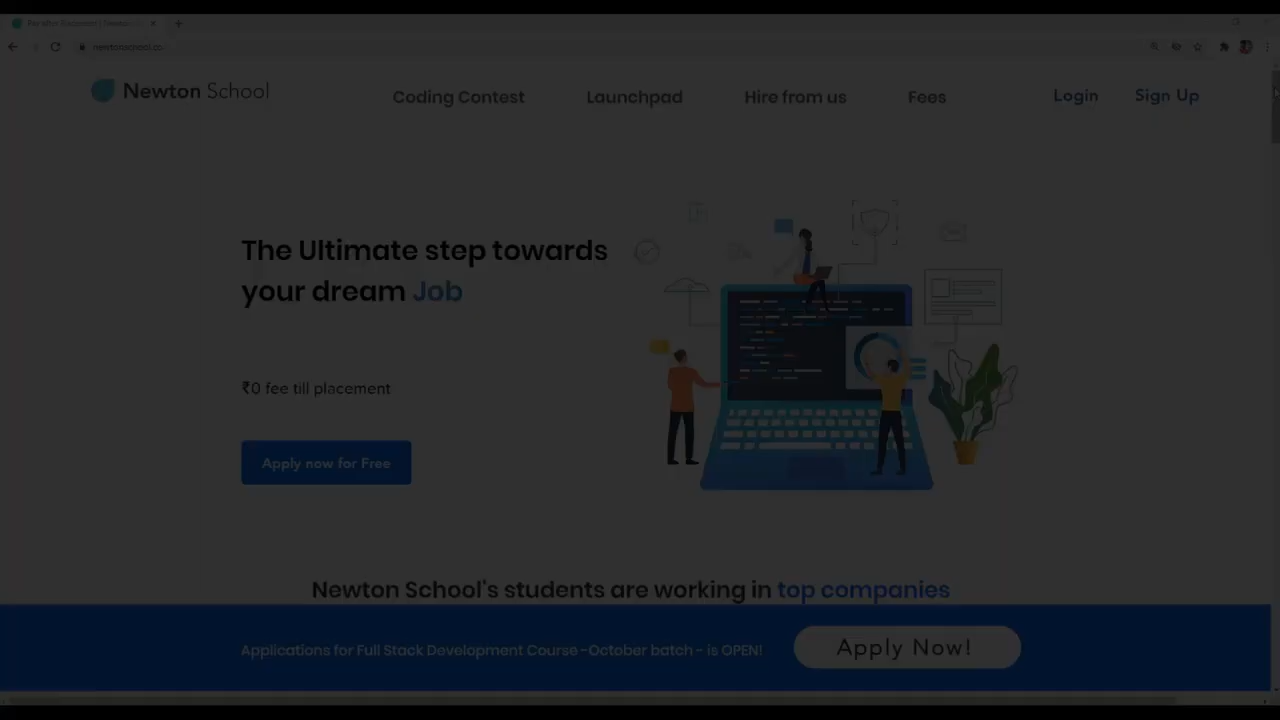 newtonschool.co
Newton School
Coding Contest
Launchpad
Hire from us
Fees
Login
Sign Up
The Ultimate step towards
your dream Job
₹0 fee till placement
Apply now for Free
Newton School's students are working in top companies
Applications for Full Stack Development Course -October batch - is OPEN!
Apply Now!